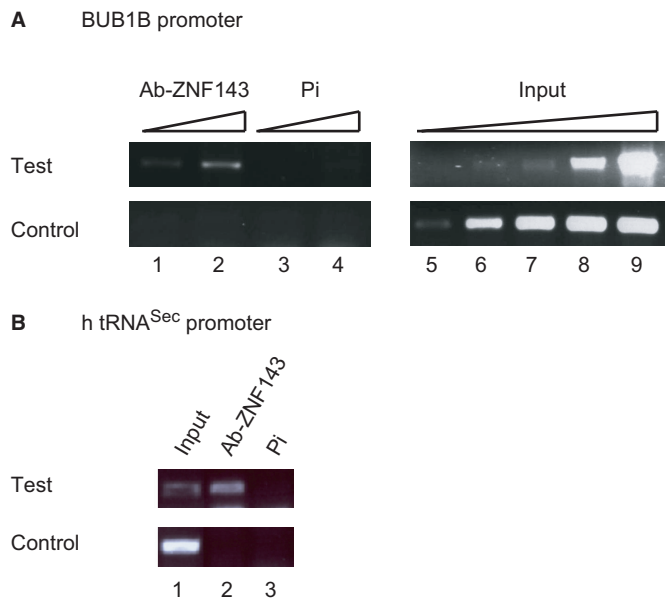 A BUB1B promoter
Ab-ZNF143 Pi Input
Test
Control
1 2 3 4 5 6 7 8 9
B h tRNASec promoter
Input Ab-ZNF143 Pi
Test
Control
1 2 3